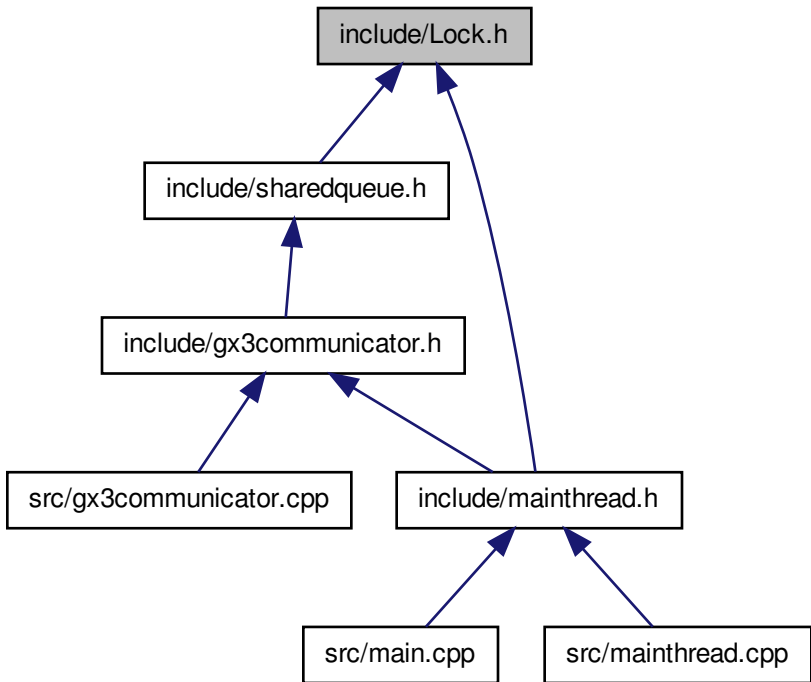 include/Lock.h
include/sharedqueue.h
include/gx3communicator.h
src/gx3communicator.cpp
include/mainthread.h
src/main.cpp
src/mainthread.cpp